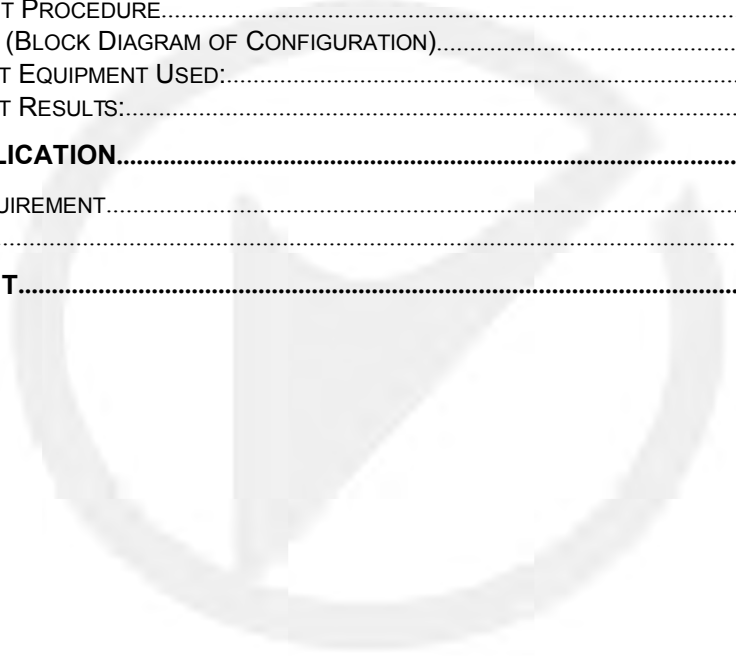 T PROCEDURE....................................................................................................
(BLOCK DIAGRAM OF CONFIGURATION)....................................................
T EQUIPMENT USED:........................................................................................
T RESULTS:.......................................................................................................
LICATION.......................................................................................................
UIREMENT.........................................................................................................
...........................................................................................................................
T.......................................................................................................................